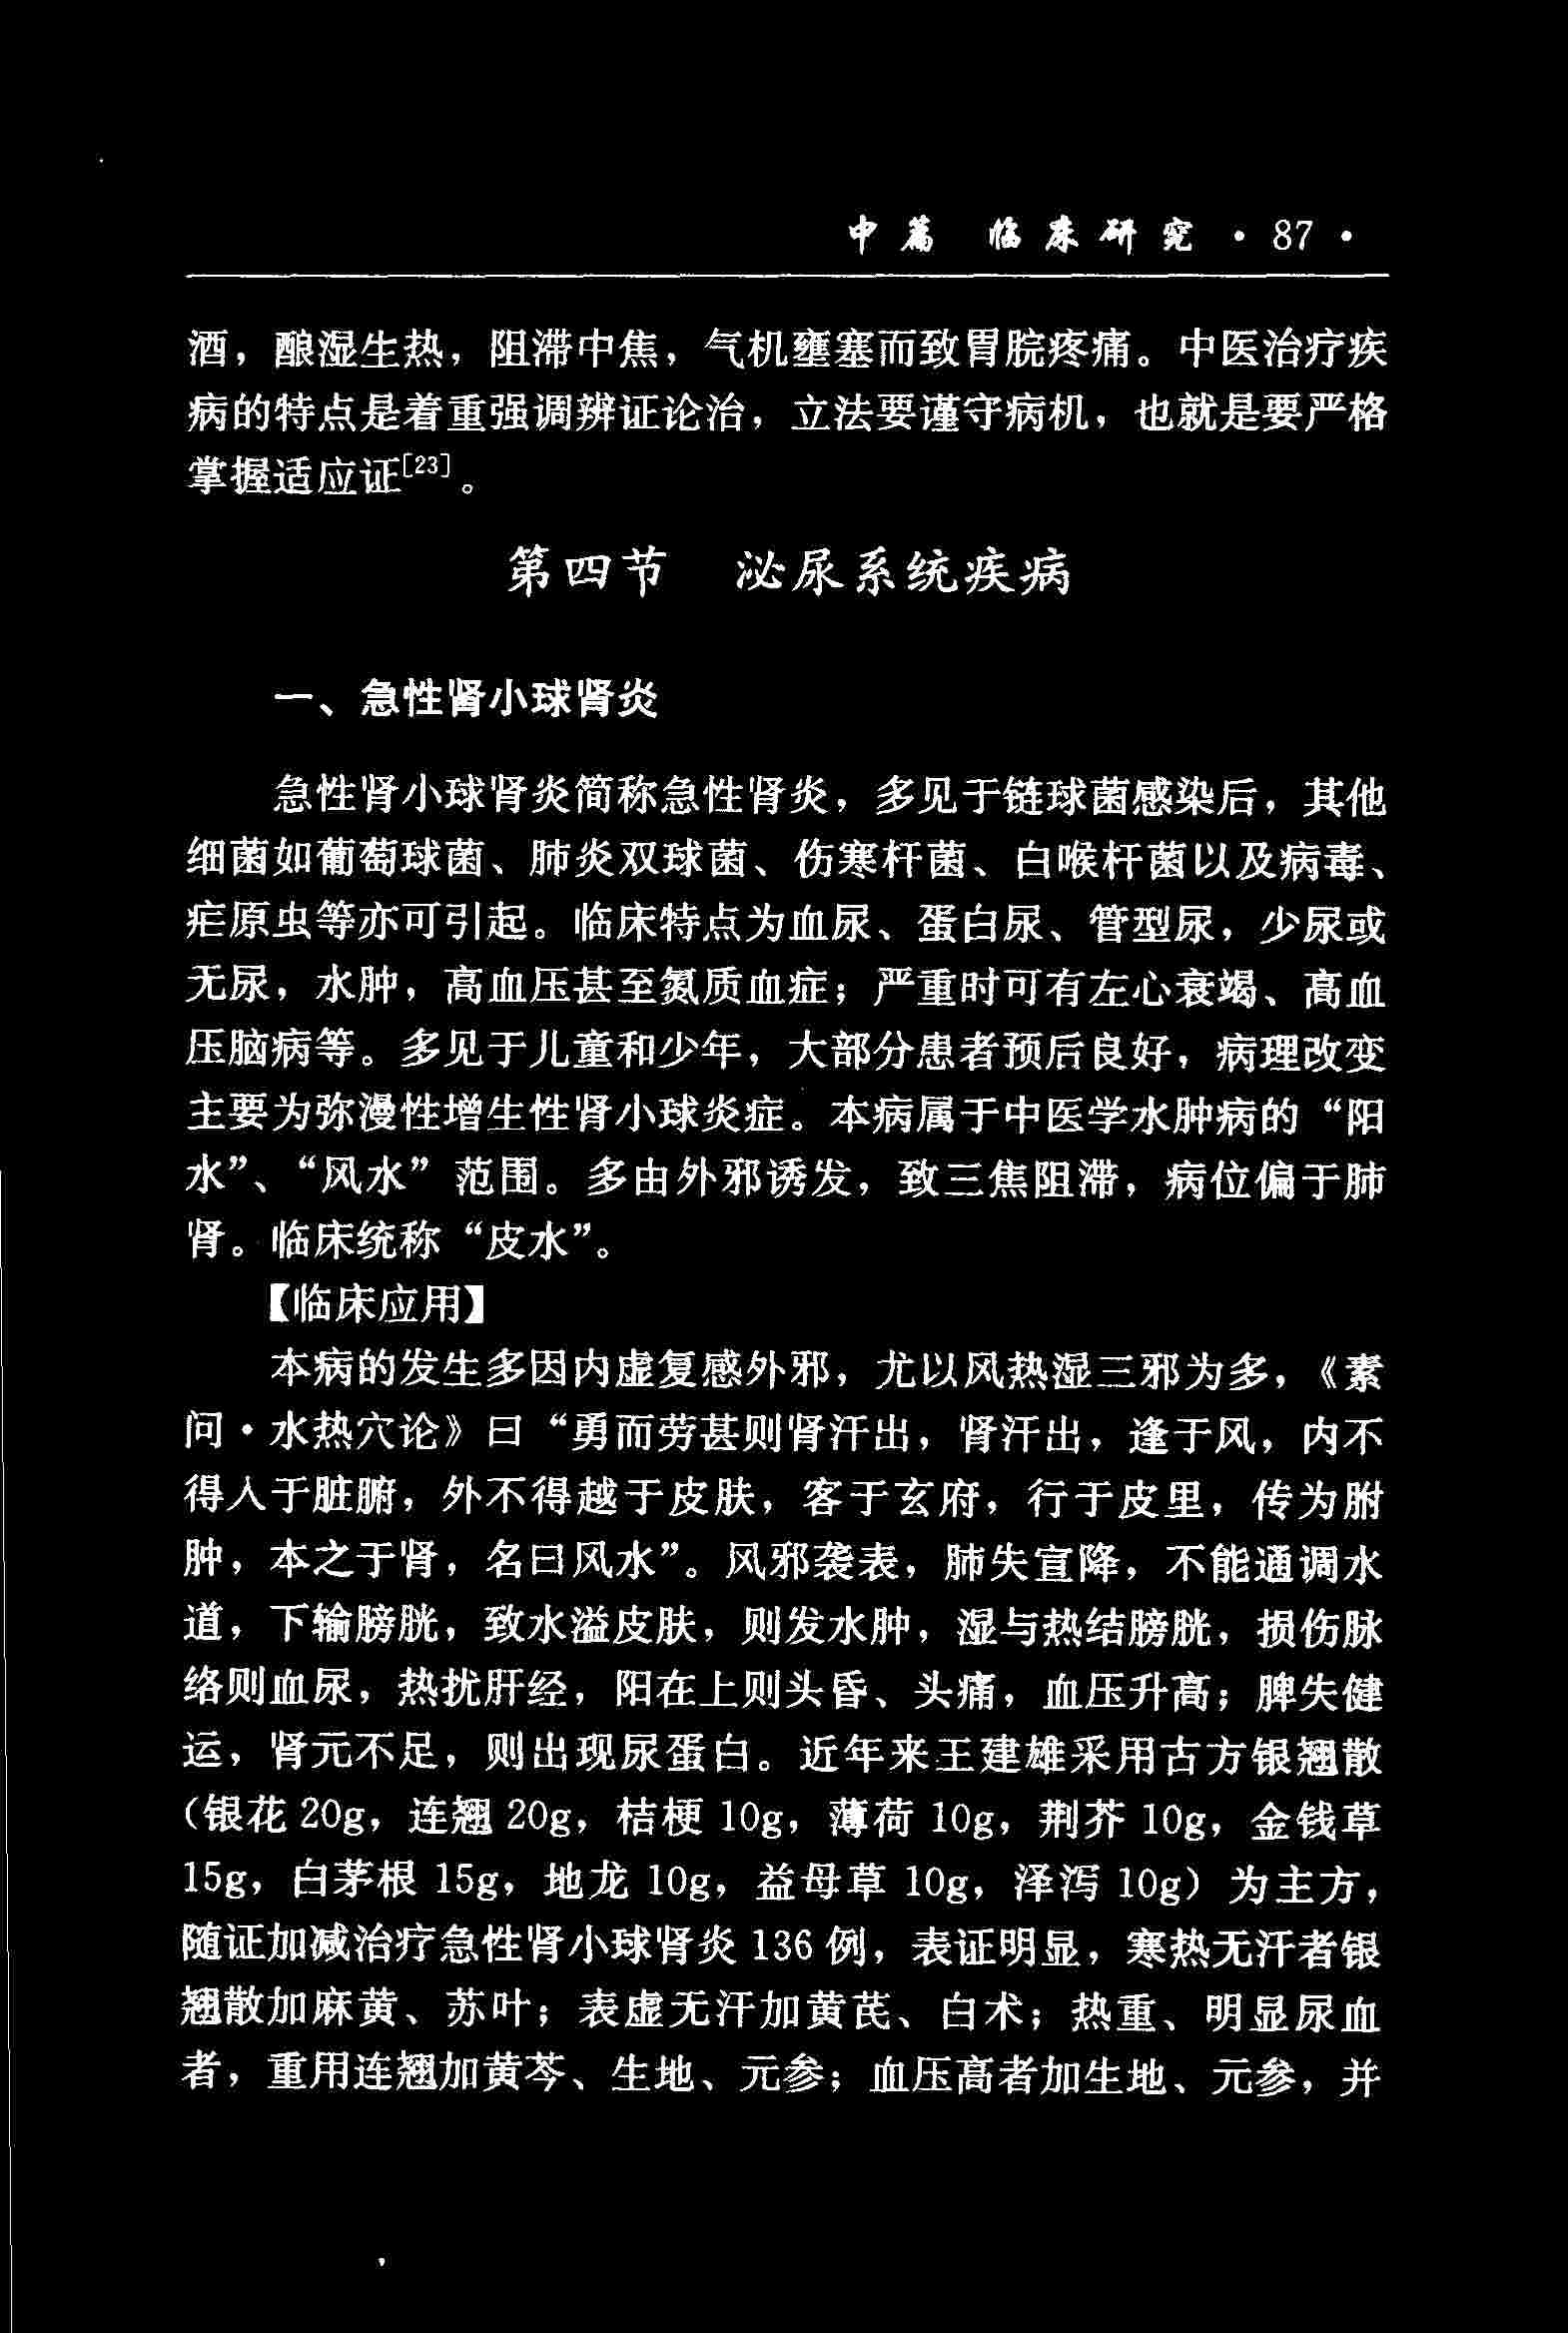 中篇 临床研究 · 87 ·
酒，酿湿生热，阻滞中焦，气机壅塞而致胃脘疼痛。中医治疗疾
病的特点是着重强调辨证论治，立法要谨守病机，也就是要严格
掌握适应证[23]。
第四节 泌尿系统疾病
一、急性肾小球肾炎
急性肾小球肾炎简称急性肾炎，多见于链球菌感染后，其他
细菌如葡萄球菌、肺炎双球菌、伤寒杆菌、白喉杆菌以及病毒、
疟原虫等亦可引起。临床特点为血尿、蛋白尿、管型尿，少尿或
无尿，水肿，高血压甚至氮质血症；严重时可有左心衰竭、高血
压脑病等。多见于儿童和少年，大部分患者预后良好，病理改变
主要为弥漫性增生性肾小球炎症。本病属于中医学水肿病的“阳
水”、“风水”范围。多由外邪诱发，致三焦阻滞，病位偏于肺
肾。临床统称“皮水”。
【临床应用】
本病的发生多因内虚复感外邪，尤以风热湿三邪为多，《素
问·水热穴论》曰“勇而劳甚则肾汗出，肾汗出，逢于风，内不
得入于脏腑，外不得越于皮肤，客于玄府，行于皮里，传为胕
肿，本之于肾，名曰风水”。风邪袭表，肺失宣降，不能通调水
道，下输膀胱，致水溢皮肤，则发水肿，湿与热结膀胱，损伤脉
络则血尿，热扰肝经，阳在上则头昏、头痛，血压升高；脾失健
运，肾元不足，则出现尿蛋白。近年来王建雄采用古方银翘散
（银花 20g，连翘 20g，桔梗 10g，薄荷 10g，荆芥 10g，金钱草
15g，白茅根 15g，地龙 10g，益母草 10g，泽泻 10g）为主方，
随证加减治疗急性肾小球肾炎 136 例，表证明显，寒热无汗者银
翘散加麻黄、苏叶；表虚无汗加黄芪、白术；热重、明显尿血
者，重用连翘加黄芩、生地、元参；血压高者加生地、元参，并